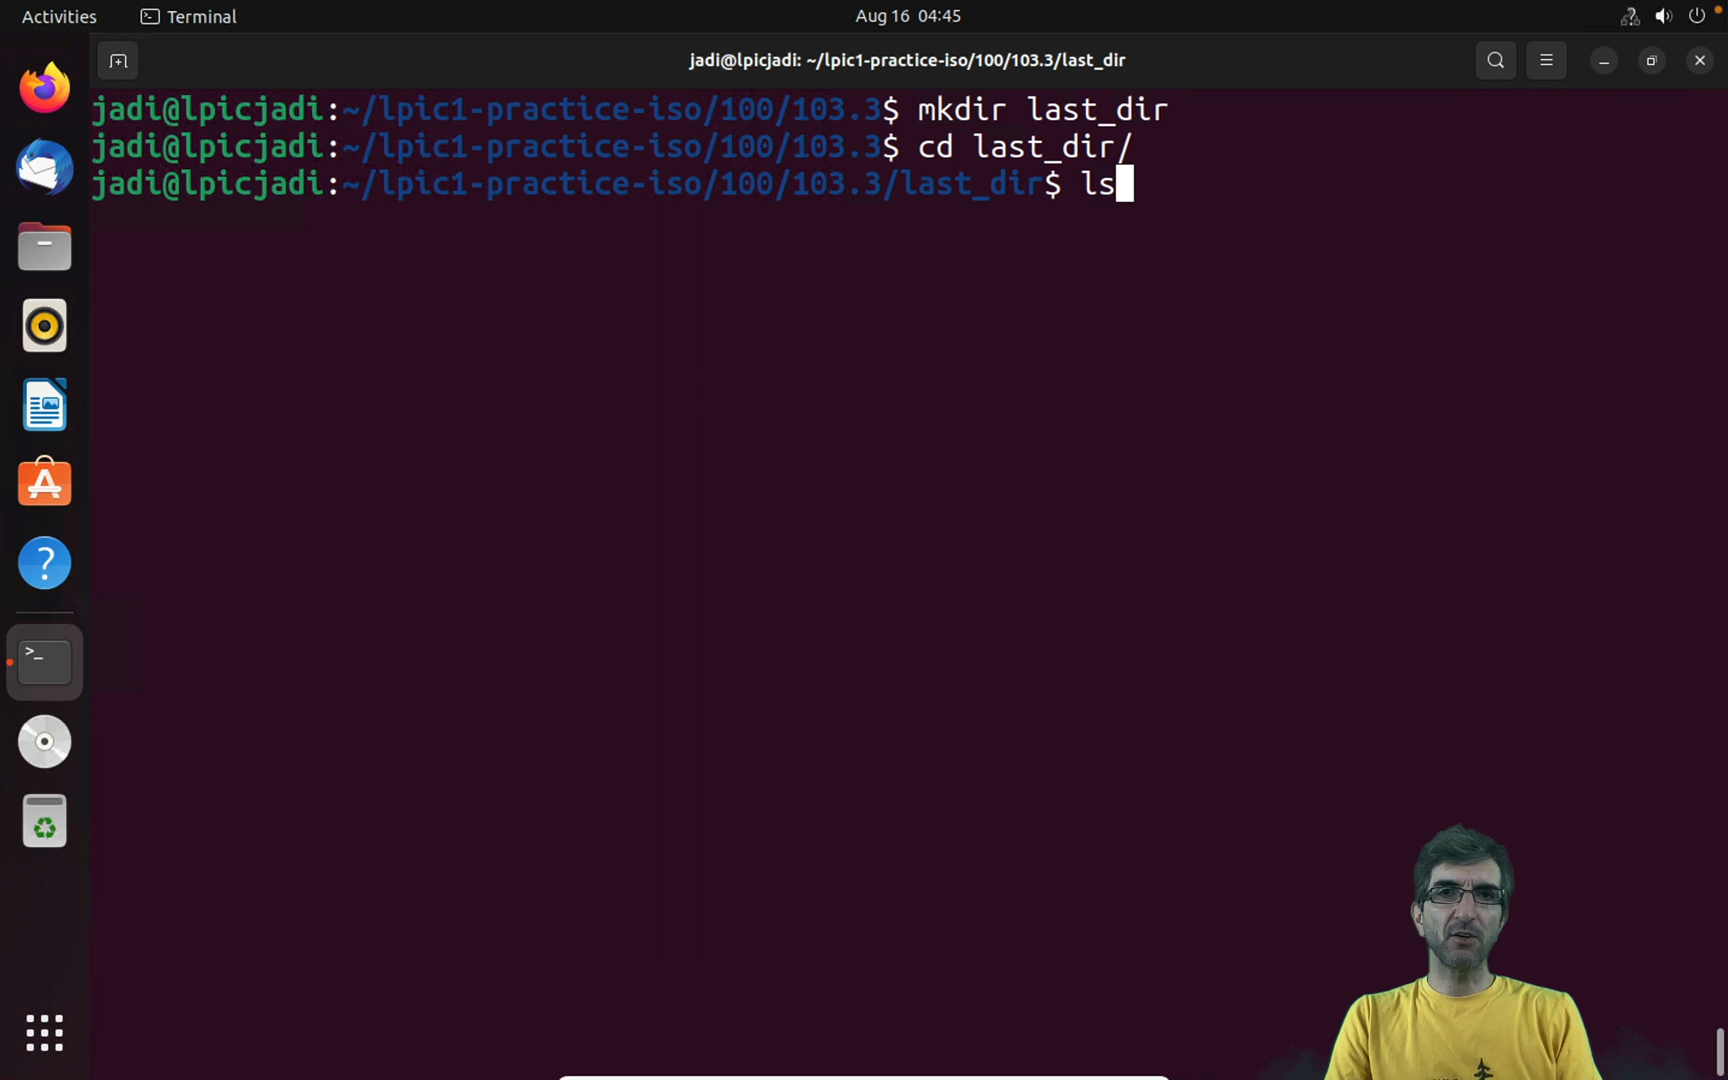 Activities
Terminal
Aug 16 04:45
jadi@lpicjadi: ~/lpic1-practice-iso/100/103.3/last_dir
jadi@lpicjadi:~/lpic1-practice-iso/100/103.3$ mkdir last_dir
jadi@lpicjadi:~/lpic1-practice-iso/100/103.3$ cd last_dir/
jadi@lpicjadi:~/lpic1-practice-iso/100/103.3/last_dir$ ls